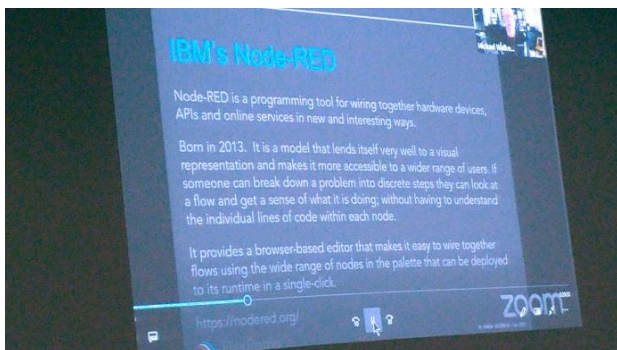 IBM's Node-RED
Node-RED is a programming tool for wiring together hardware devices,
APIs and online services in new and interesting ways.
Born in 2013. It is a model that lends itself very well to a visual
representation and makes it more accessible to a wider range of users. If
someone can break down a problem into discrete steps they can look at
a flow and get a sense of what it is doing; without having to understand
the individual lines of code within each node.
It provides a browser-based editor that makes it easy to wire together
flows using the wide range of nodes in the palette that can be deployed
to its runtime in a single-click.
https://nodered.org/
zoom
Michael